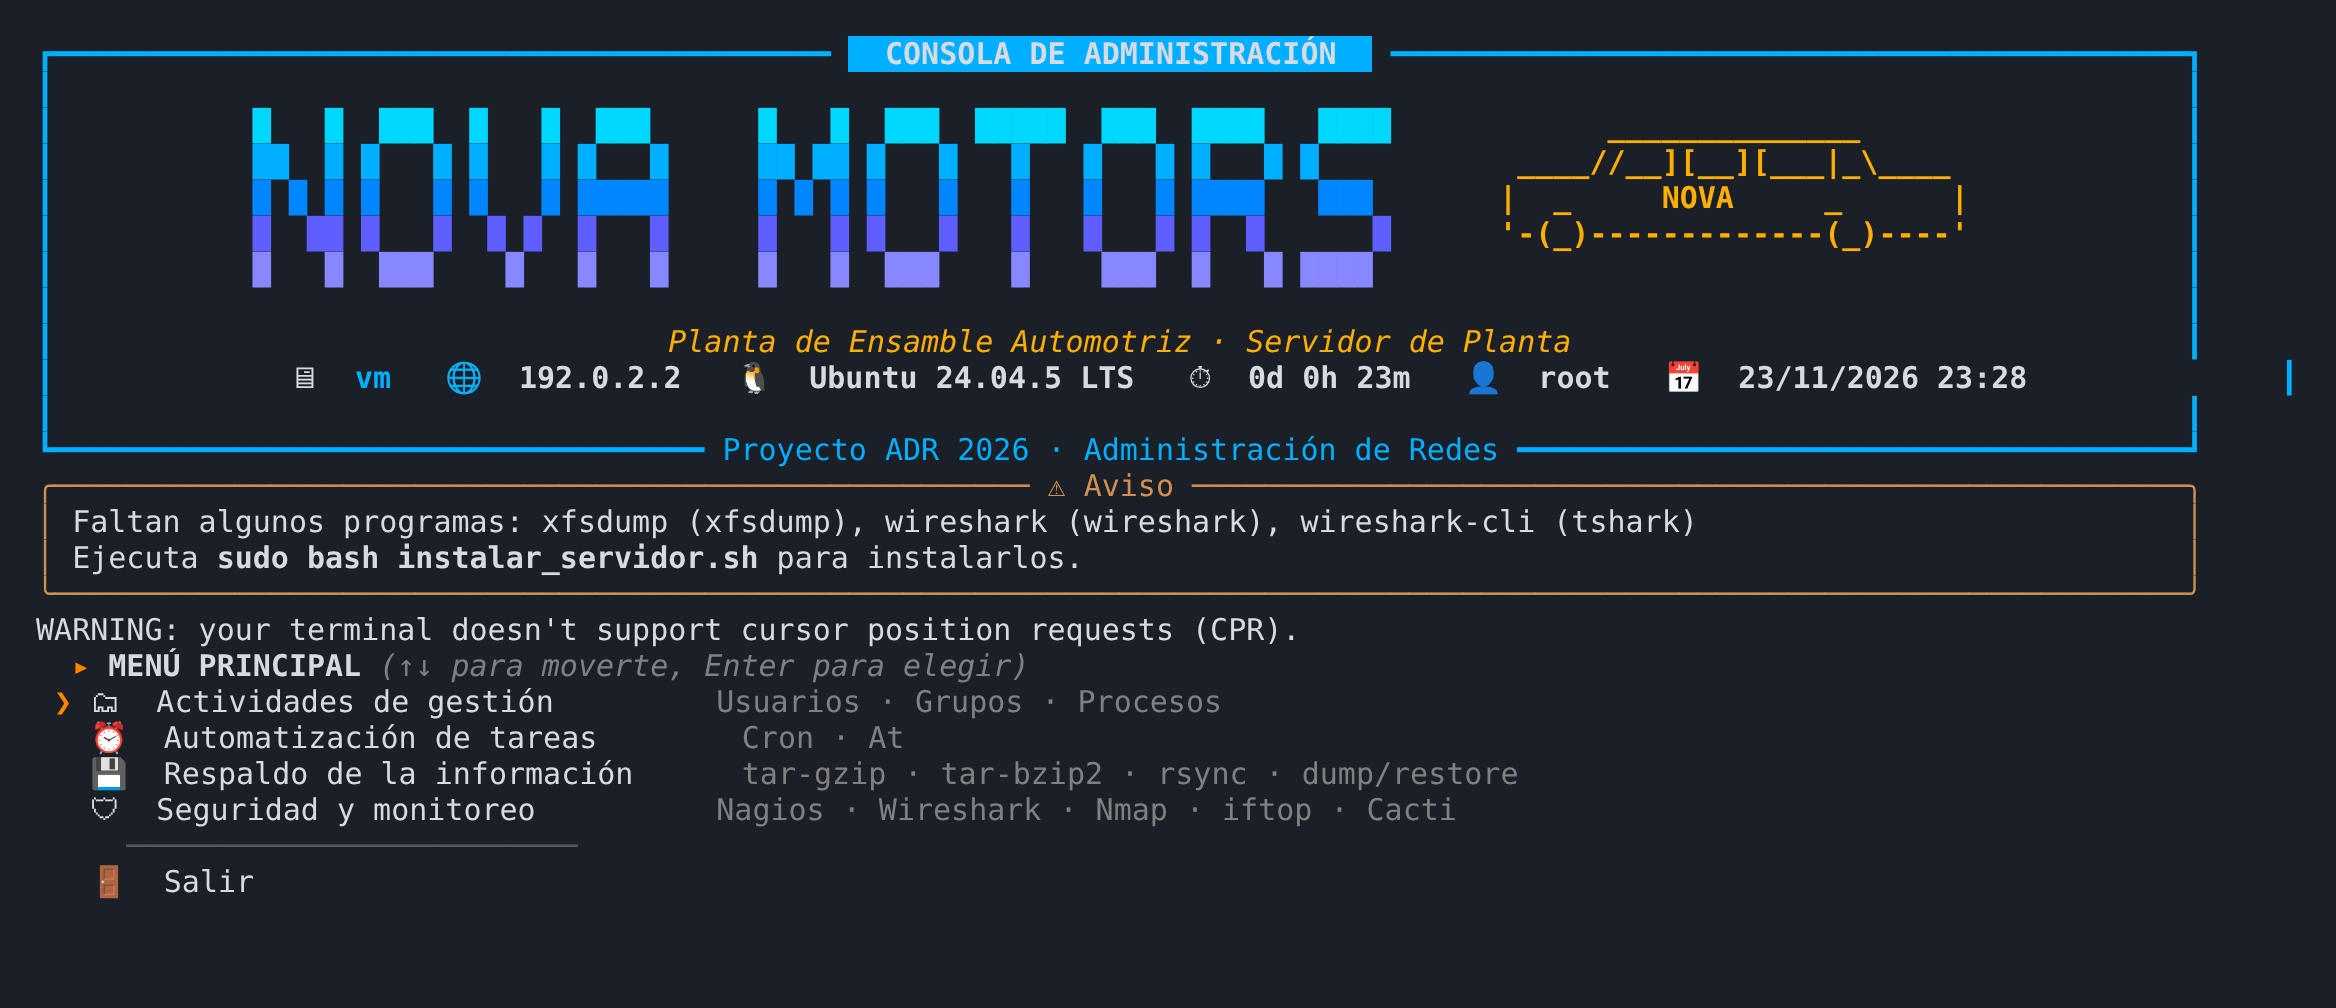 CONSOLA DE ADMINISTRACIÓN
NOVA MOTORS
NOVA
Planta de Ensamble Automotriz · Servidor de Planta
vm 192.0.2.2 Ubuntu 24.04.5 LTS 0d 0h 23m root 23/11/2026 23:28
Proyecto ADR 2026 · Administración de Redes
⚠ Aviso
Faltan algunos programas: xfsdump (xfsdump), wireshark (wireshark), wireshark-cli (tshark)
Ejecuta sudo bash instalar_servidor.sh para instalarlos.
WARNING: your terminal doesn't support cursor position requests (CPR).
▸ MENÚ PRINCIPAL (↑↓ para moverte, Enter para elegir)
❯ Actividades de gestión Usuarios · Grupos · Procesos
Automatización de tareas Cron · At
Respaldo de la información tar-gzip · tar-bzip2 · rsync · dump/restore
Seguridad y monitoreo Nagios · Wireshark · Nmap · iftop · Cacti
Salir